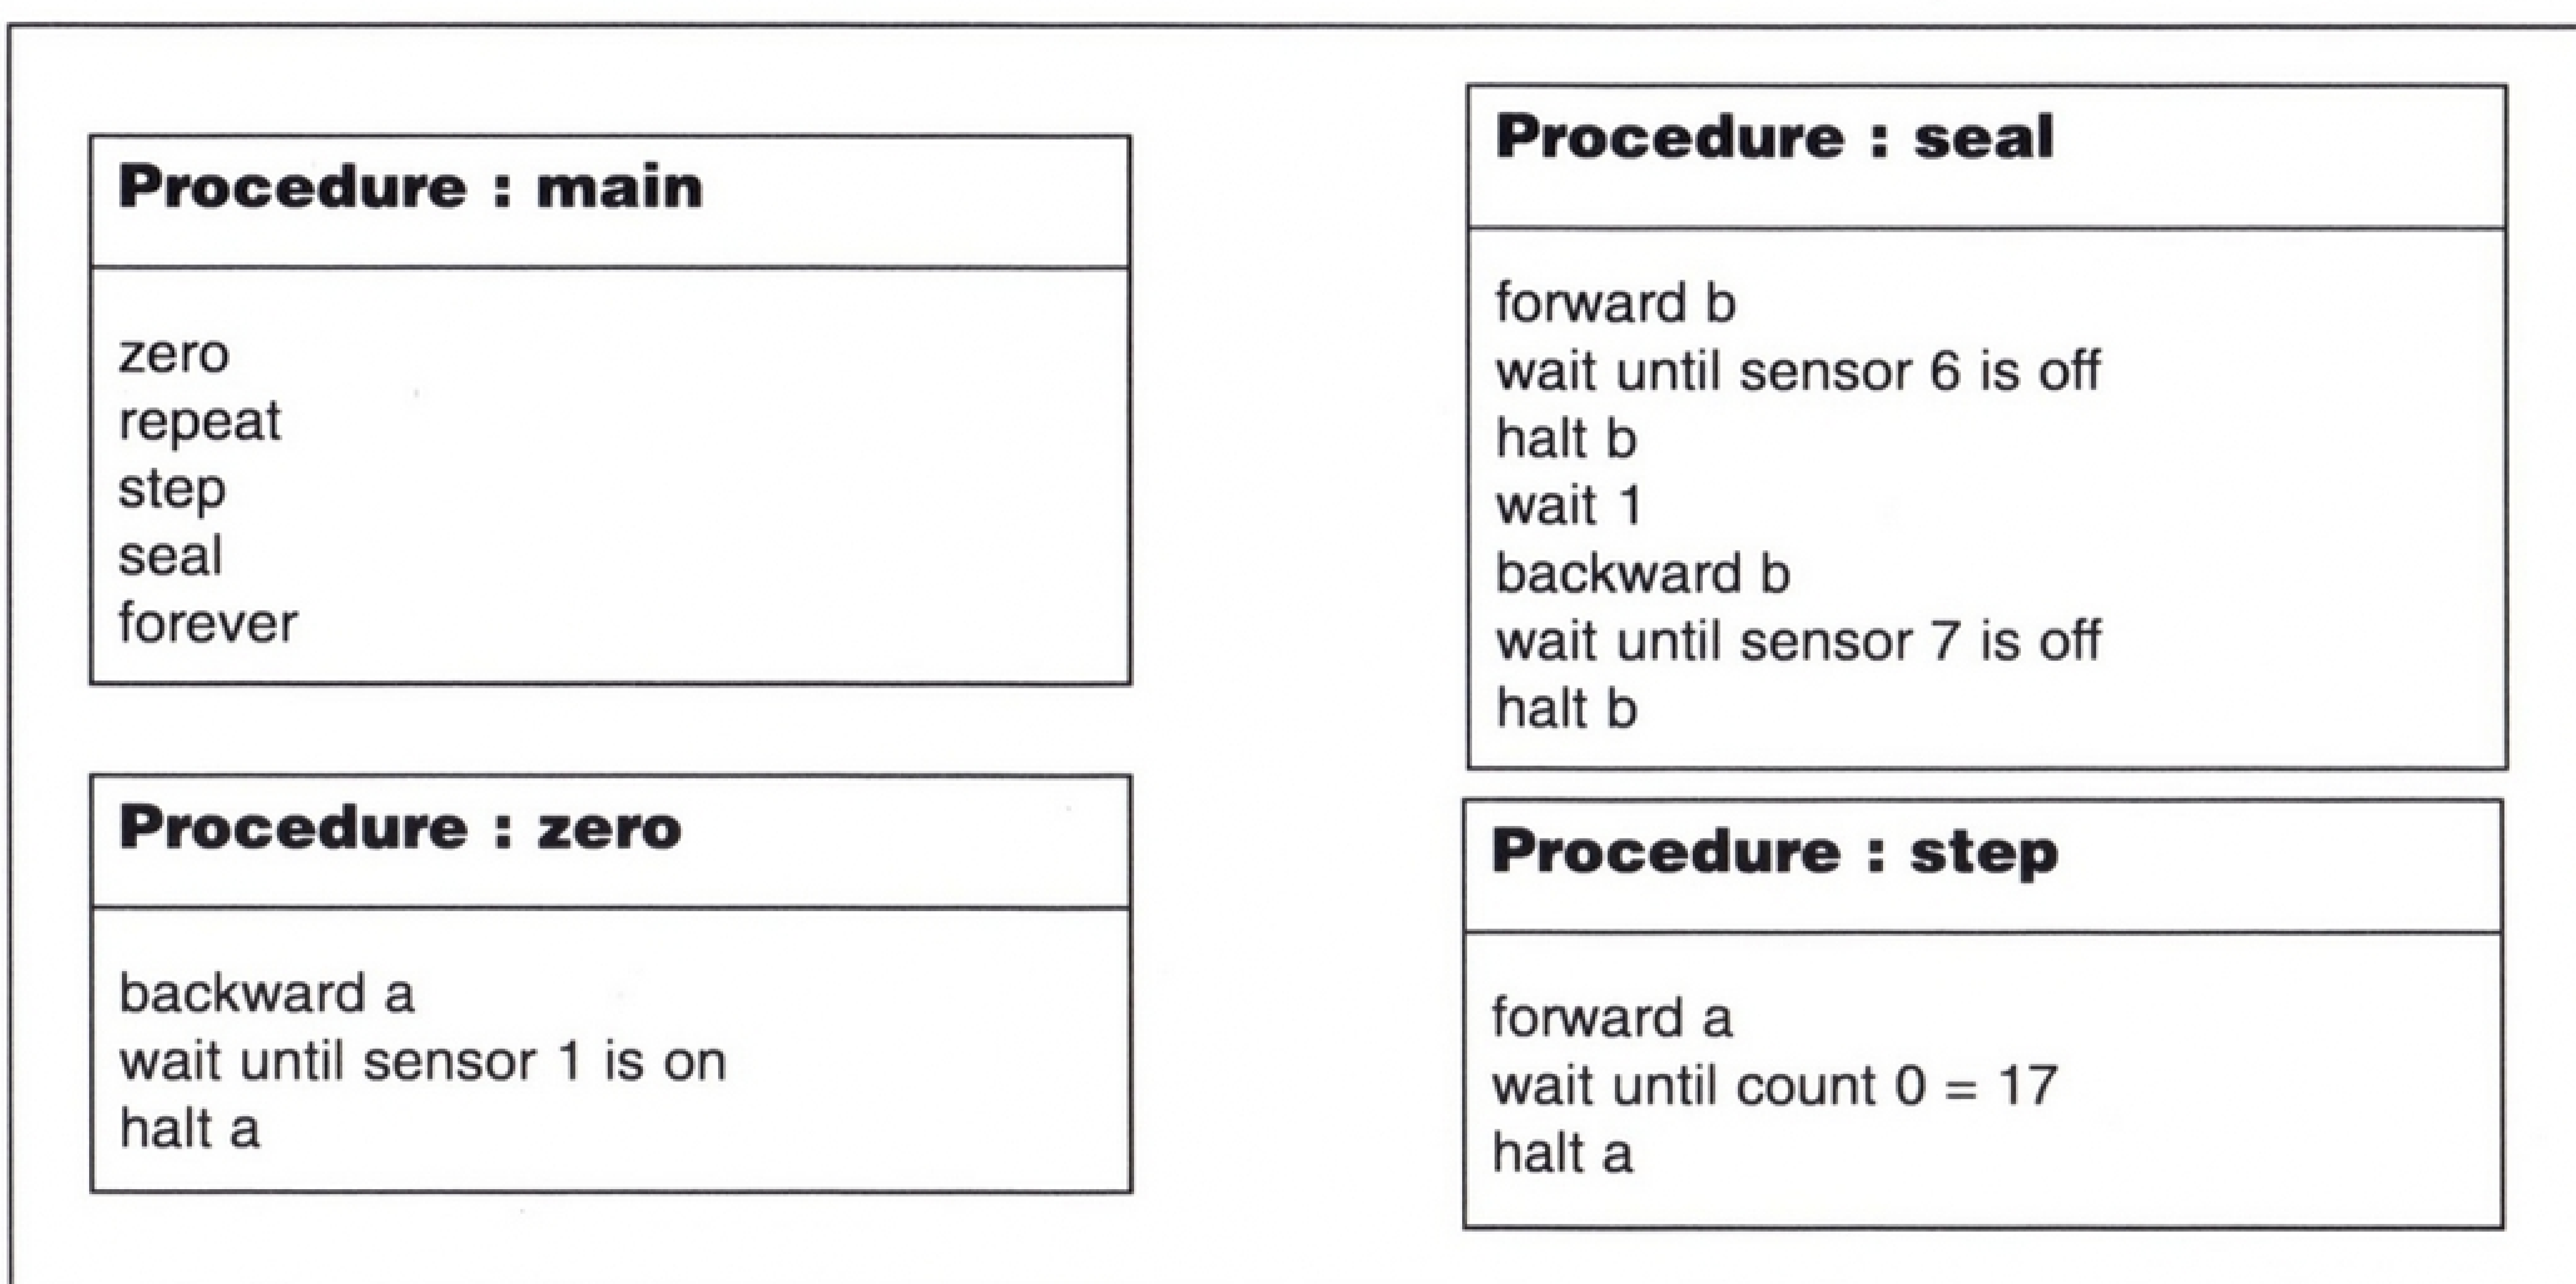 Procedure : main
zero
repeat
step
seal
forever
Procedure : zero
backward a
wait until sensor 1 is on
halt a
Procedure : seal
forward b
wait until sensor 6 is off
halt b
wait 1
backward b
wait until sensor 7 is off
halt b
Procedure : step
forward a
wait until count 0 = 17
halt a